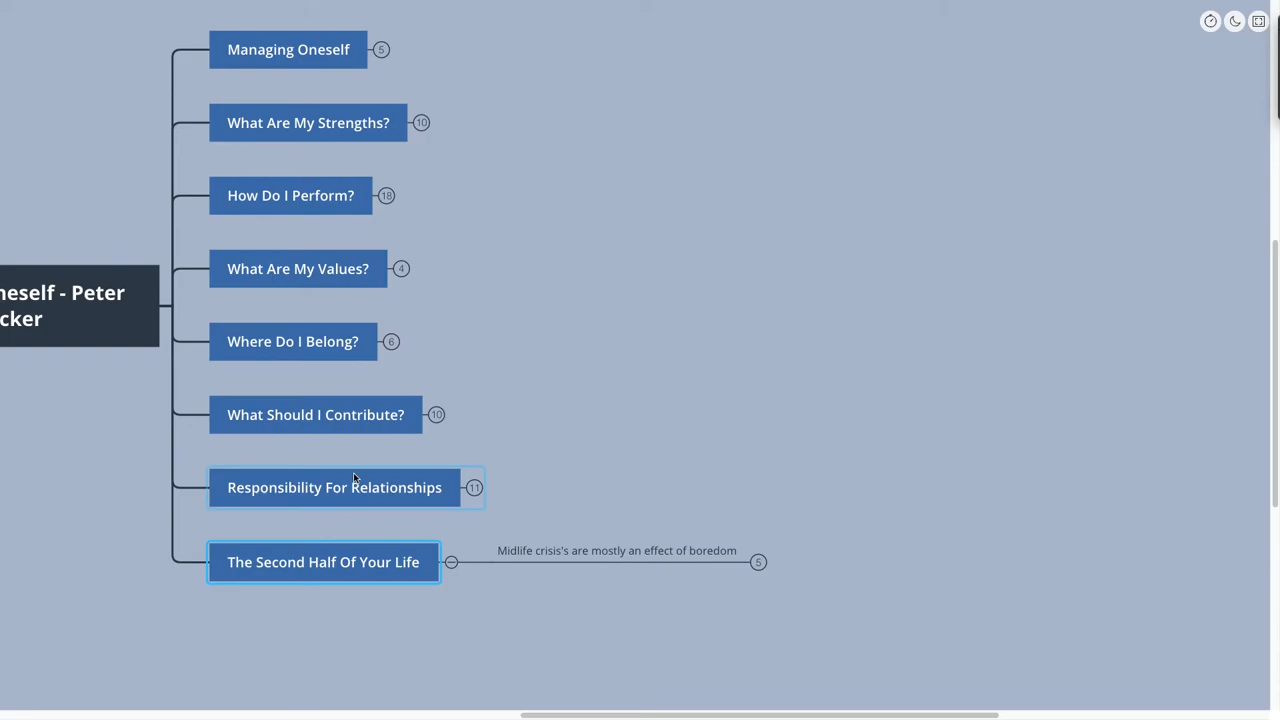 Managing Oneself
5
What Are My Strengths?
10
How Do I Perform?
18
What Are My Values?
4
neself - Peter
cker
Where Do I Belong?
6
What Should I Contribute?
10
Responsibility For Relationships
11
The Second Half Of Your Life
Midlife crisis's are mostly an effect of boredom
5